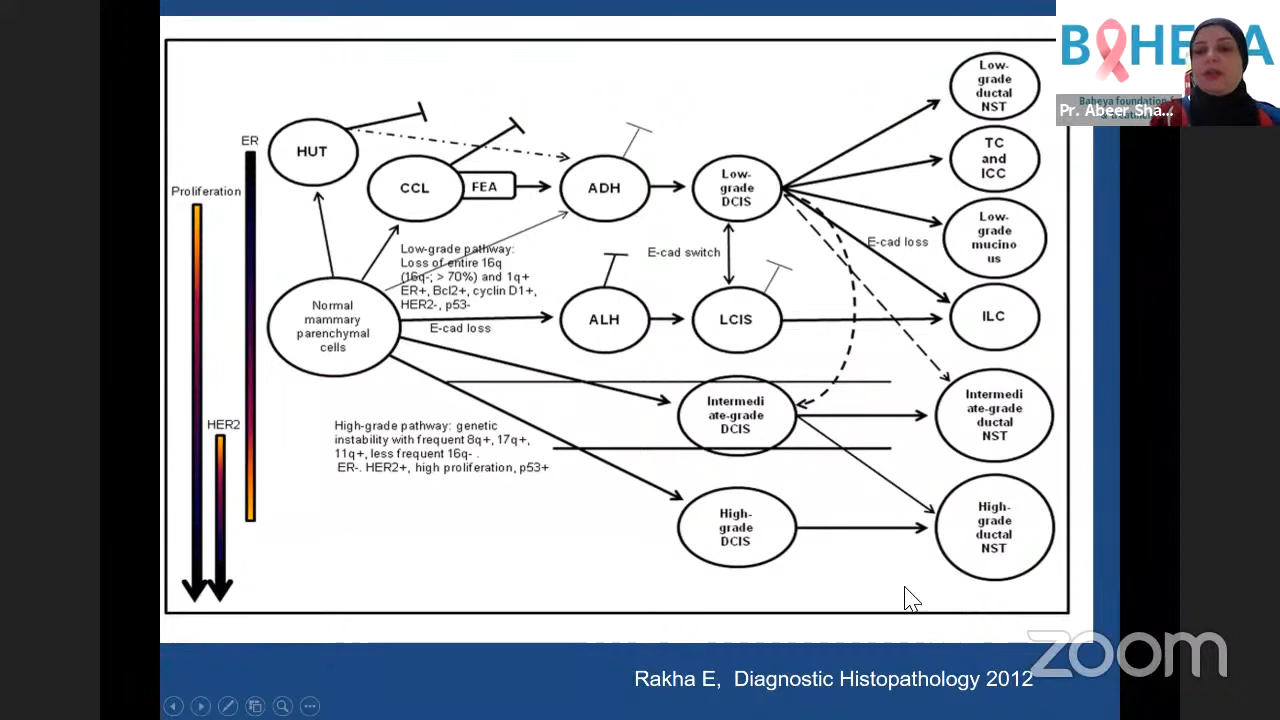 BAHEYA
Baheya foundation f
& treatme
Pr. Abeer Sha...
Low-
grade
ductal
NST
TC
and
ICC
Low-
grade
mucino
us
ILC
Intermedi
ate-grade
ductal
NST
High-
grade
ductal
NST
ER
Proliferation
HER2
HUT
CCL
FEA
ADH
Low-
grade
DCIS
E-cad switch
E-cad loss
Low-grade pathway:
Loss of entire 16q
(16q-; > 70%) and 1q+
ER+, Bcl2+, cyclin D1+,
HER2-, p53-
Normal
mammary
parenchymal
cells
E-cad loss
ALH
LCIS
Intermedi
ate-grade
DCIS
High-grade pathway: genetic
instability with frequent 8q+, 17q+,
11q+, less frequent 16q- .
ER-. HER2+, high proliferation, p53+
High-
grade
DCIS
Rakha E, Diagnostic Histopathology 2012
zoom